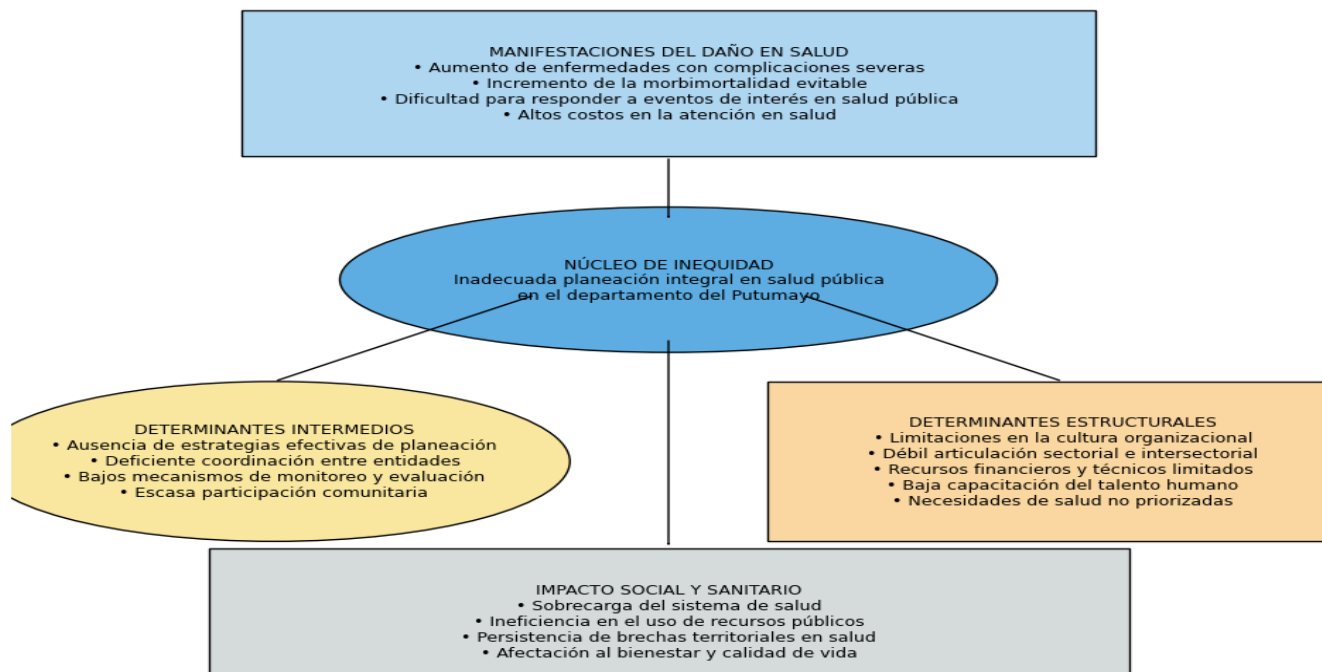 MANIFESTACIONES DEL DAÑO EN SALUD
• Aumento de enfermedades con complicaciones severas
• Incremento de la morbimortalidad evitable
• Dificultad para responder a eventos de interés en salud pública
• Altos costos en la atención en salud
NÚCLEO DE INEQUIDAD
Inadecuada planeación integral en salud pública
en el departamento del Putumayo
DETERMINANTES INTERMEDIOS
• Ausencia de estrategias efectivas de planeación
• Deficiente coordinación entre entidades
• Bajos mecanismos de monitoreo y evaluación
• Escasa participación comunitaria
DETERMINANTES ESTRUCTURALES
• Limitaciones en la cultura organizacional
• Débil articulación sectorial e intersectorial
• Recursos financieros y técnicos limitados
• Baja capacitación del talento humano
• Necesidades de salud no priorizadas
IMPACTO SOCIAL Y SANITARIO
• Sobrecarga del sistema de salud
• Ineficiencia en el uso de recursos públicos
• Persistencia de brechas territoriales en salud
• Afectación al bienestar y calidad de vida